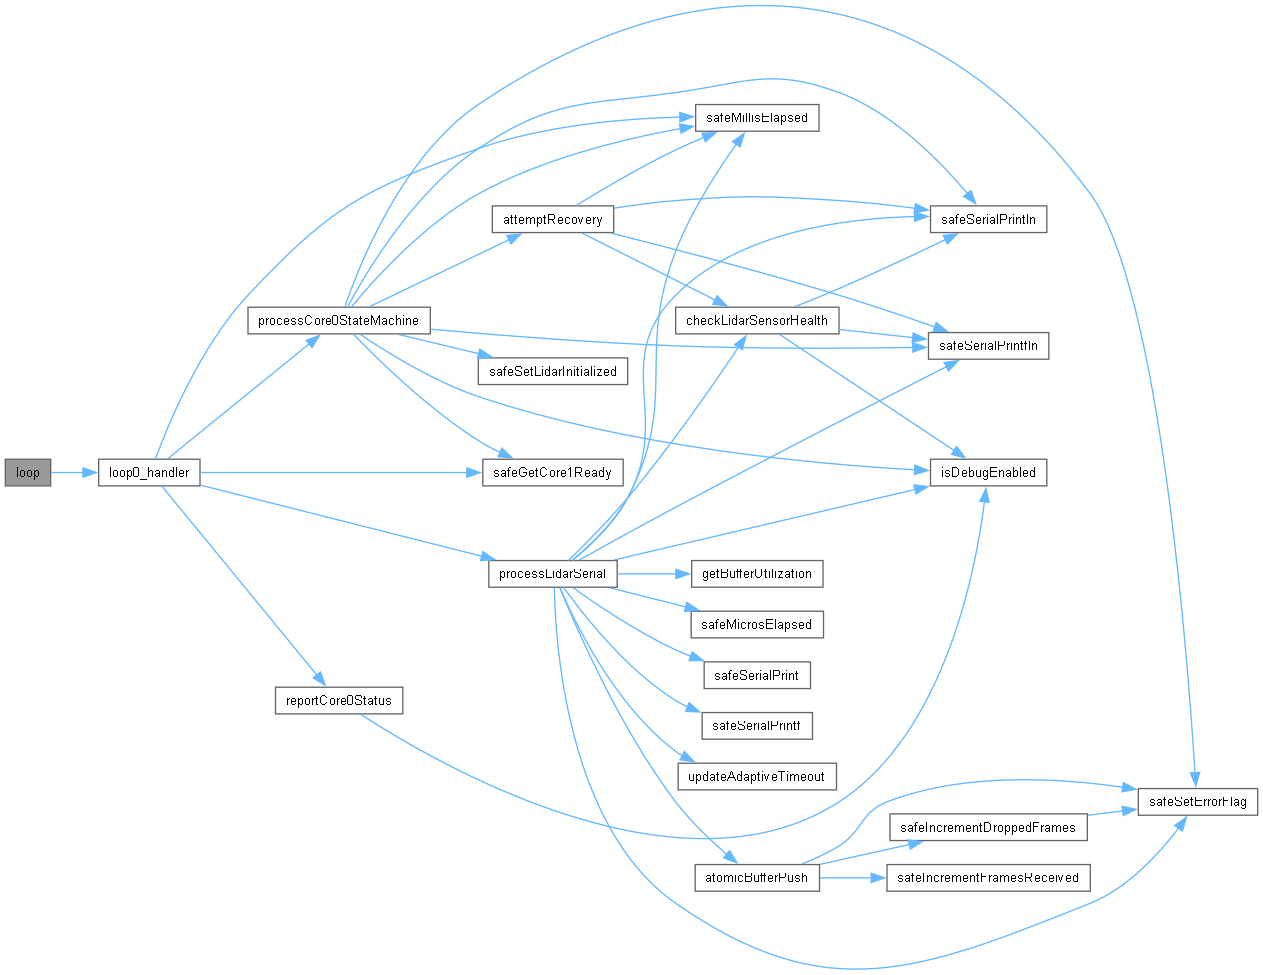 safeMillisElapsed
attemptRecovery
safeSerialPrintln
processCore0StateMachine
checkLidarSensorHealth
safeSerialPrintfln
safeSetLidarInitialized
loop
loop0_handler
safeGetCore1Ready
isDebugEnabled
processLidarSerial
getBufferUtilization
safeMicrosElapsed
safeSerialPrint
reportCore0Status
safeSerialPrintf
updateAdaptiveTimeout
safeSetErrorFlag
safeIncrementDroppedFrames
atomicBufferPush
safeIncrementFramesReceived